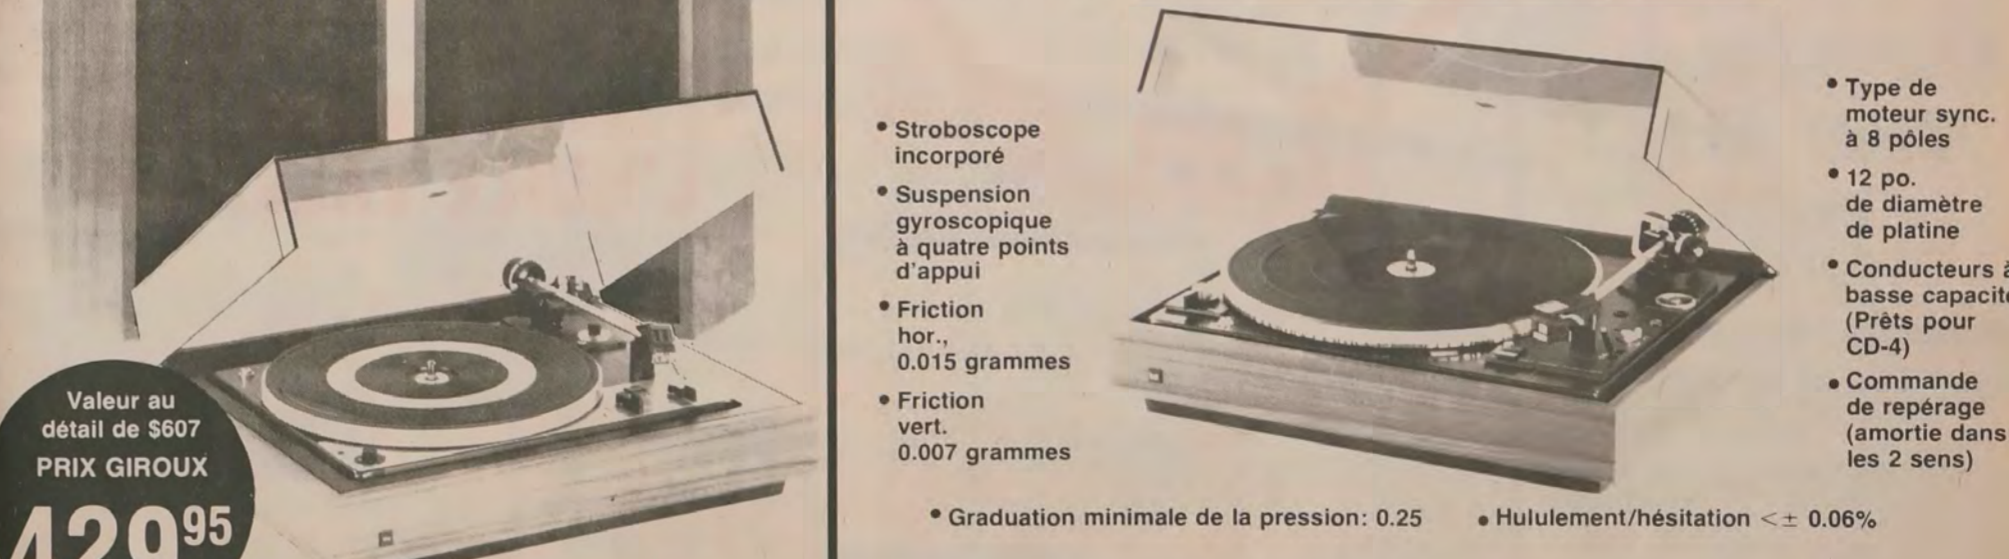 Valeur au
détail de $607
PRIX GIROUX
429 95
• Stroboscope
incorporé
• Suspension
gyroscopique
à quatre points
d'appui
• Friction
hor.,
0.015 grammes
• Friction
vert.
0.007 grammes
• Type de
moteur sync.
à 8 pôles
• 12 po.
de diamètre
de platine
• Conducteurs à
basse capacité
(Prêts pour
CD-4)
• Commande
de repérage
(amortie dans
les 2 sens)
• Graduation minimale de la pression: 0.25
• Hululement/hésitation <± 0.06%